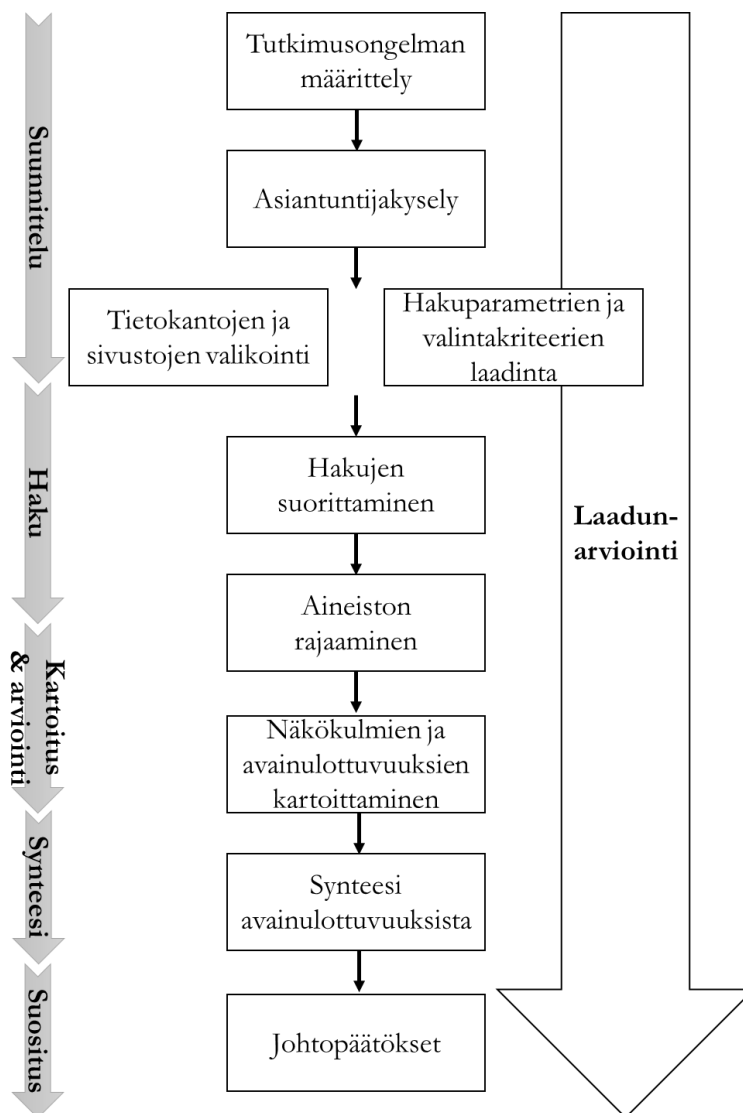 Suunnittelu
Tutkimusongelman
määrittely
Asiantuntijakysely
Tietokantojen ja
sivustojen valikointi
Hakuparametrien ja
valintakriteerien
laadinta
Haku
Hakujen
suorittaminen
Aineiston
rajaaminen
Laadun-
arviointi
Kartoitus
& arviointi
Näkökulmien ja
avainulottuvuuksien
kartoittaminen
Synteesi
Synteesi
avainulottuvuuksista
Suositus
Johtopäätökset